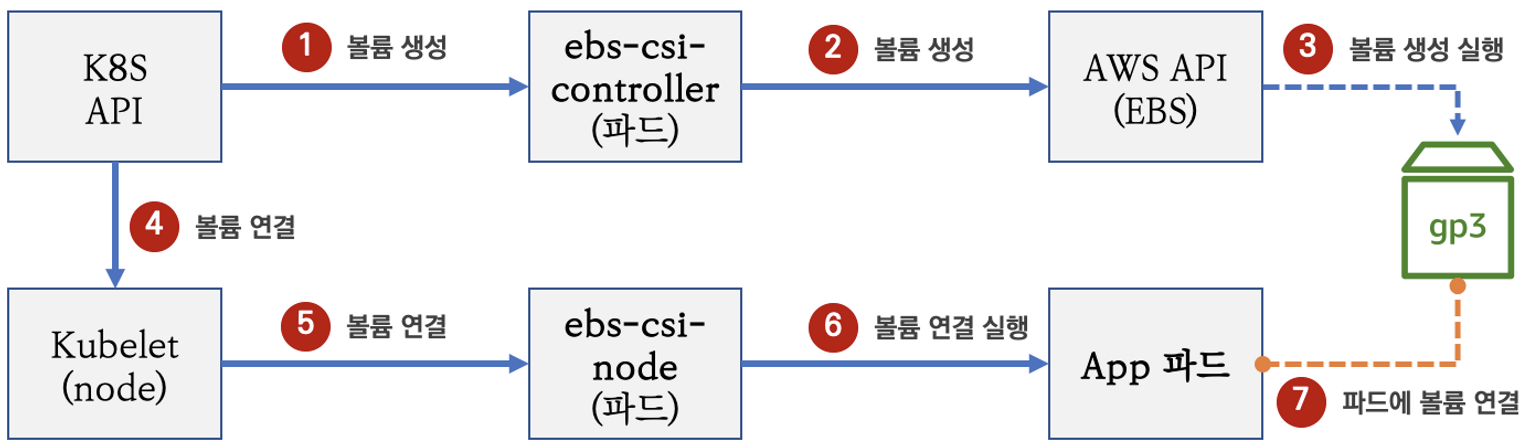 K8S
API
1 볼륨 생성
ebs-csi-
controller
(파드)
2 볼륨 생성
AWS API
(EBS)
3 볼륨 생성 실행
gp3
4 볼륨 연결
Kubelet
(node)
5 볼륨 연결
ebs-csi-
node
(파드)
6 볼륨 연결 실행
App 파드
7 파드에 볼륨 연결